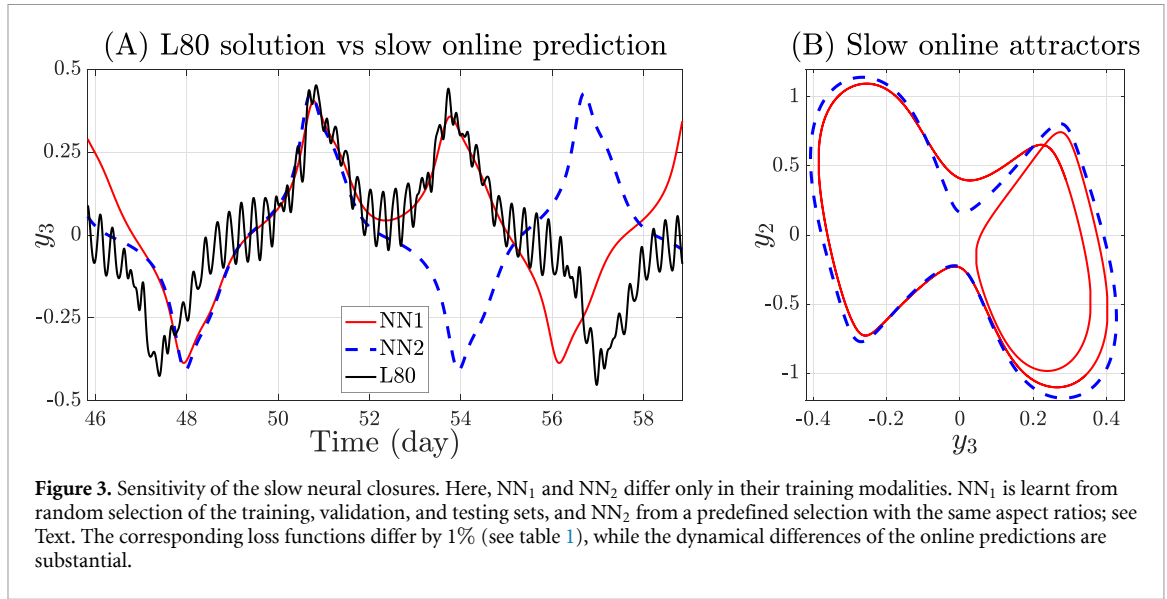 (A) L80 solution vs slow online prediction
(B) Slow online attractors
0.5
0.25
0
-0.25
-0.5
y₃
46 48 50 52 54 56 58
Time (day)
NN1
NN2
L80
1
0.5
0
-0.5
-1
y₂
-0.4 -0.2 0 0.2 0.4
y₃
Figure 3. Sensitivity of the slow neural closures. Here, NN₁ and NN₂ differ only in their training modalities. NN₁ is learnt from
random selection of the training, validation, and testing sets, and NN₂ from a predefined selection with the same aspect ratios; see
Text. The corresponding loss functions differ by 1% (see table 1), while the dynamical differences of the online predictions are
substantial.